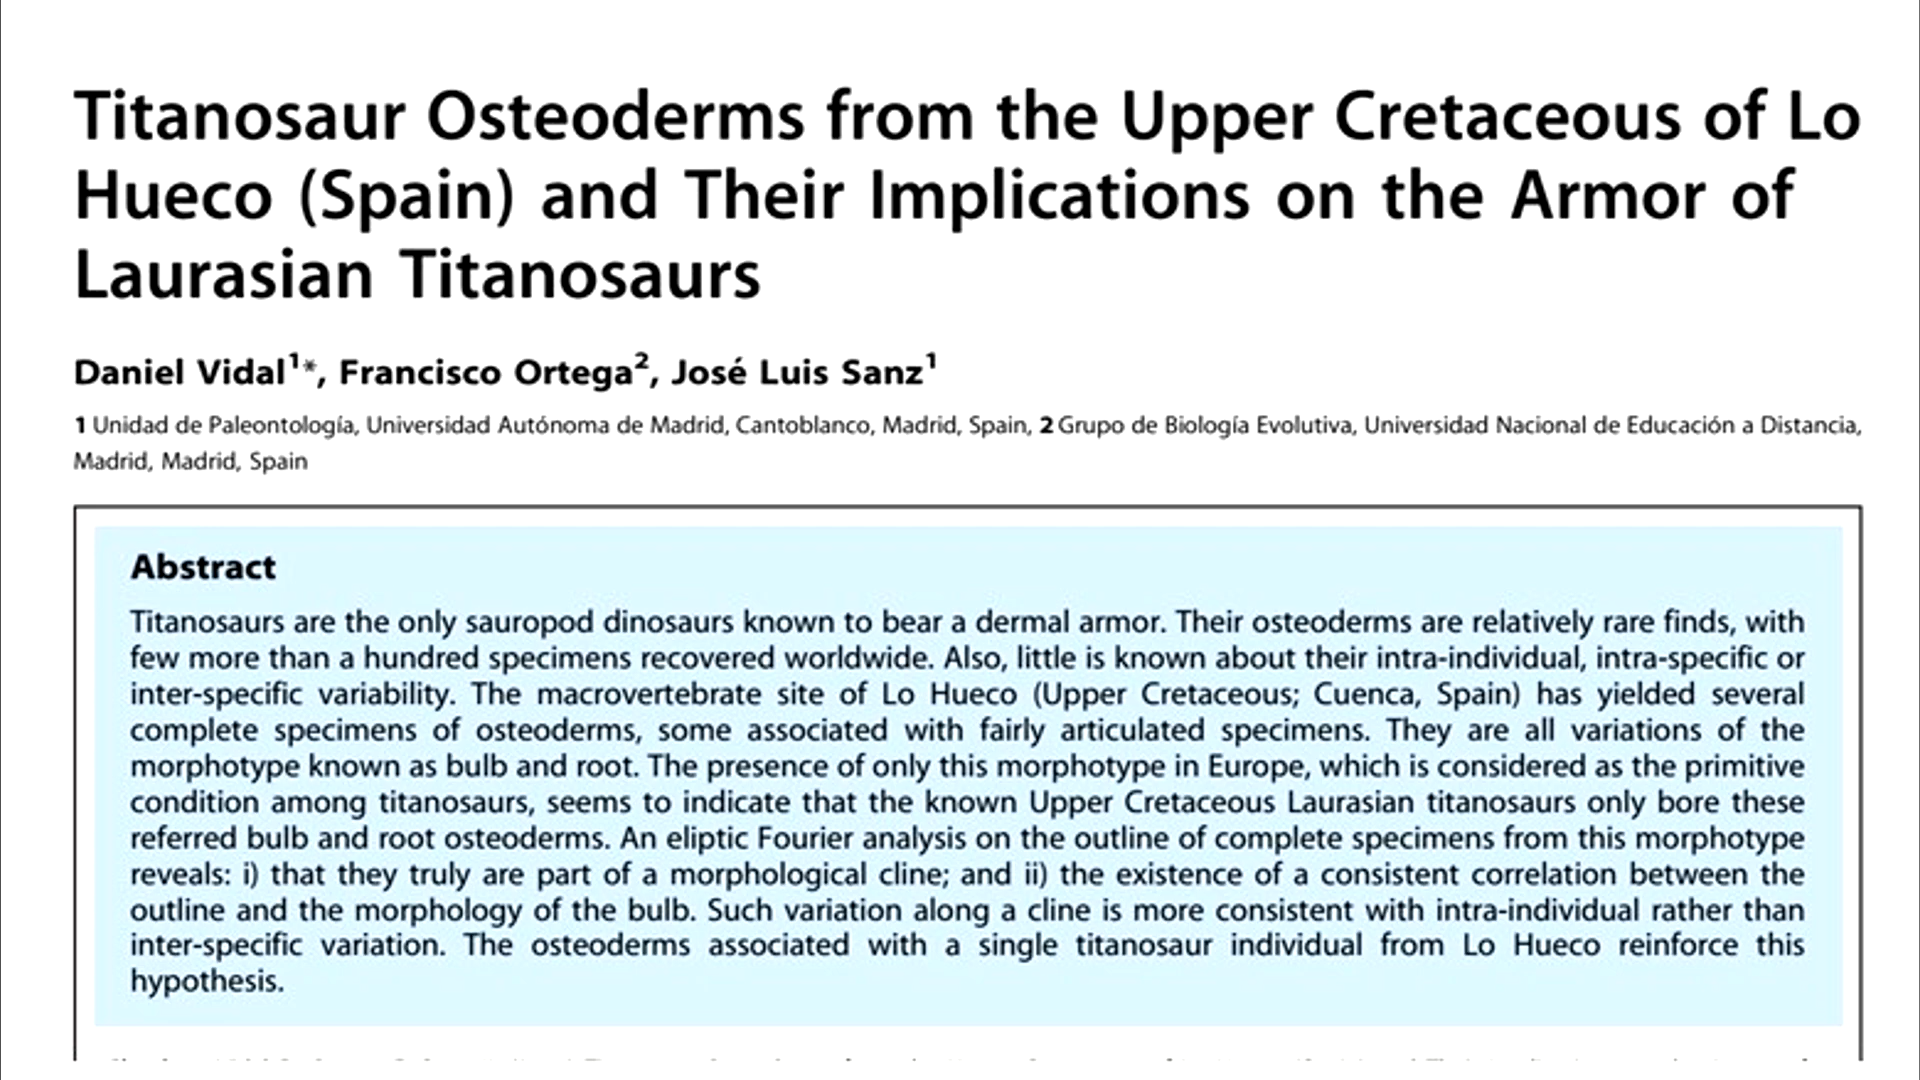 Titanosaur Osteoderms from the Upper Cretaceous of Lo
Hueco (Spain) and Their Implications on the Armor of
Laurasian Titanosaurs
Daniel Vidal1*, Francisco Ortega2, José Luis Sanz1
1 Unidad de Paleontología, Universidad Autónoma de Madrid, Cantoblanco, Madrid, Spain, 2 Grupo de Biología Evolutiva, Universidad Nacional de Educación a Distancia,
Madrid, Madrid, Spain
Abstract
Titanosaurs are the only sauropod dinosaurs known to bear a dermal armor. Their osteoderms are relatively rare finds, with
few more than a hundred specimens recovered worldwide. Also, little is known about their intra-individual, intra-specific or
inter-specific variability. The macrovertebrate site of Lo Hueco (Upper Cretaceous; Cuenca, Spain) has yielded several
complete specimens of osteoderms, some associated with fairly articulated specimens. They are all variations of the
morphotype known as bulb and root. The presence of only this morphotype in Europe, which is considered as the primitive
condition among titanosaurs, seems to indicate that the known Upper Cretaceous Laurasian titanosaurs only bore these
referred bulb and root osteoderms. An eliptic Fourier analysis on the outline of complete specimens from this morphotype
reveals: i) that they truly are part of a morphological cline; and ii) the existence of a consistent correlation between the
outline and the morphology of the bulb. Such variation along a cline is more consistent with intra-individual rather than
inter-specific variation. The osteoderms associated with a single titanosaur individual from Lo Hueco reinforce this
hypothesis.